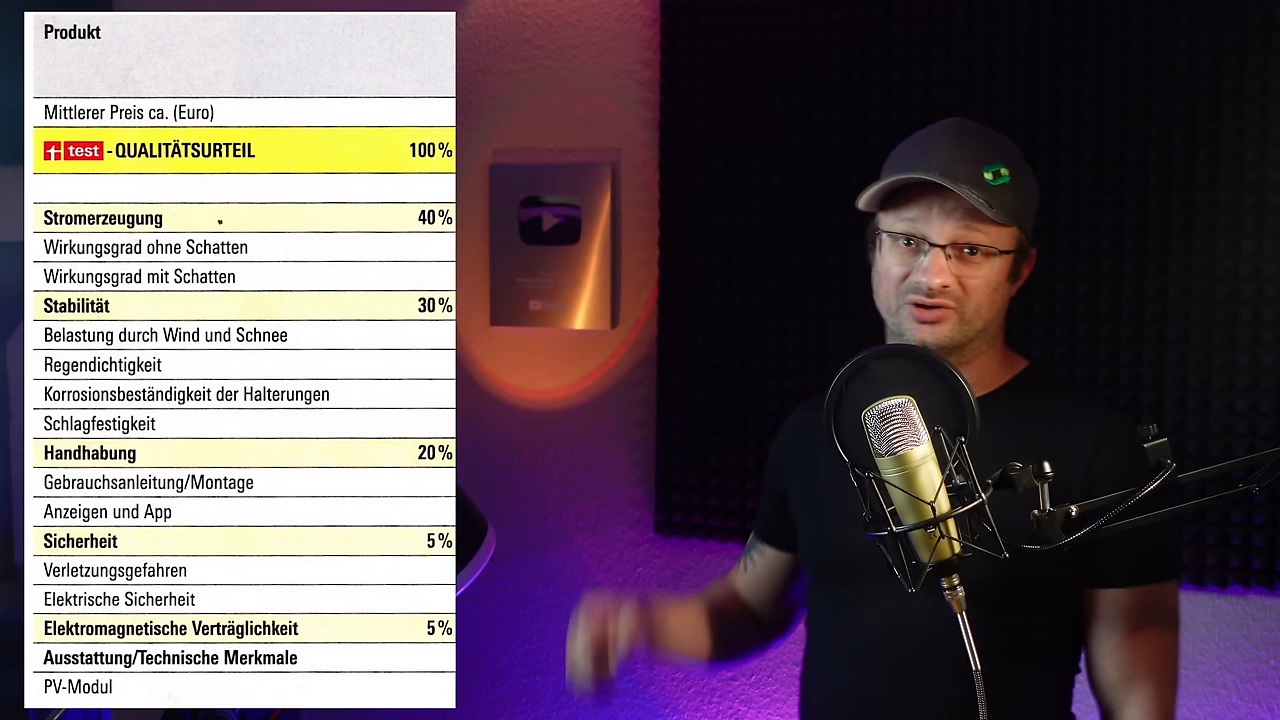 Produkt
Mittlerer Preis ca. (Euro)
test - QUALITÄTSURTEIL 100 %
Stromerzeugung 40 %
Wirkungsgrad ohne Schatten
Wirkungsgrad mit Schatten
Stabilität 30 %
Belastung durch Wind und Schnee
Regendichtigkeit
Korrosionsbeständigkeit der Halterungen
Schlagfestigkeit
Handhabung 20 %
Gebrauchsanleitung/Montage
Anzeigen und App
Sicherheit 5 %
Verletzungsgefahren
Elektrische Sicherheit
Elektromagnetische Verträglichkeit 5 %
Ausstattung/Technische Merkmale
PV-Modul